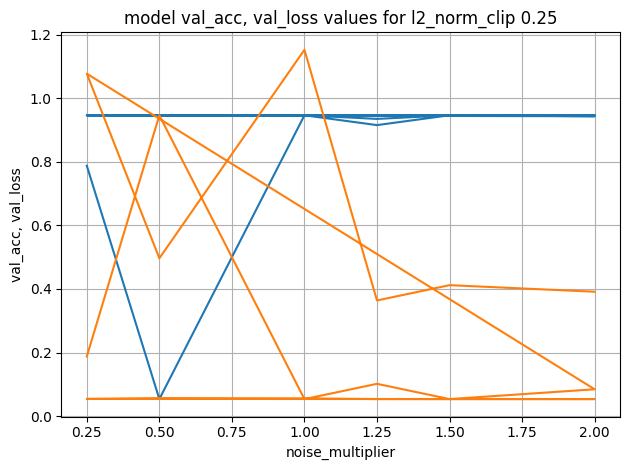 model val_acc, val_loss values for l2_norm_clip 0.25
1.2
1.0
0.8
0.6
0.4
0.2
0.0
val_acc, val_loss
0.25 0.50 0.75 1.00 1.25 1.50 1.75 2.00
noise_multiplier